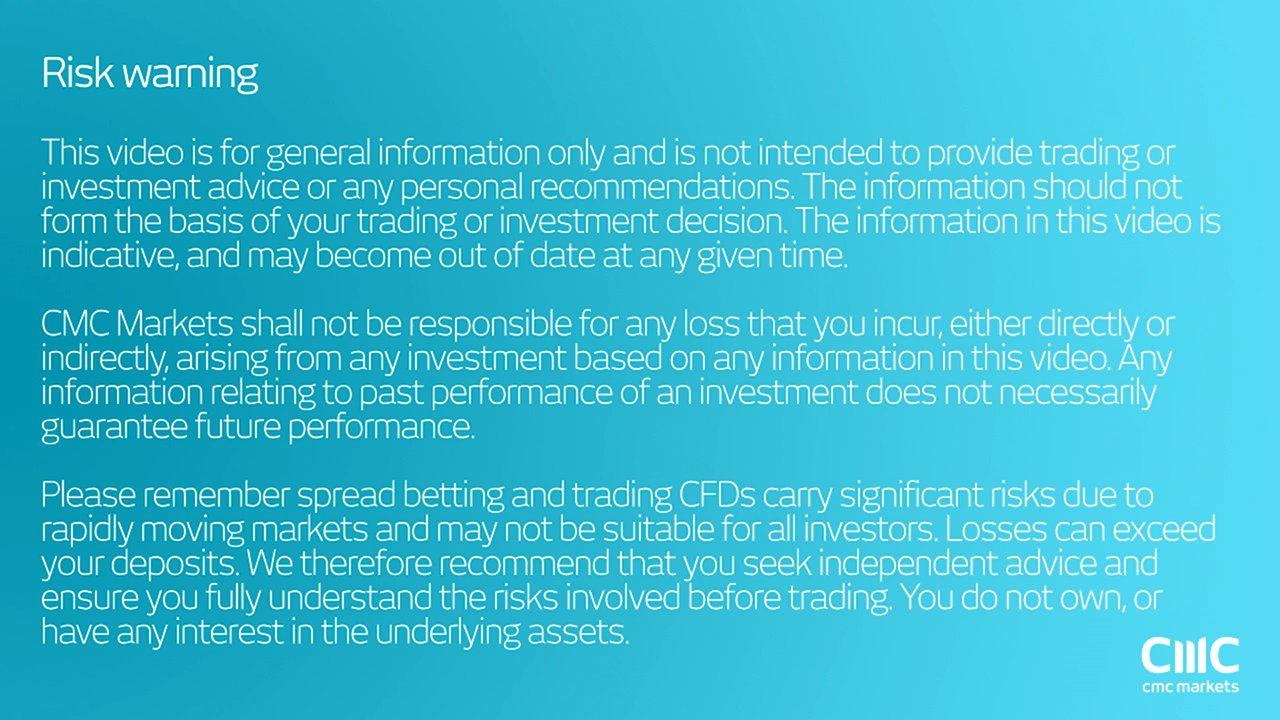 Risk warning
This video is for general information only and is not intended to provide trading or
investment advice or any personal recommendations. The information should not
form the basis of your trading or investment decision. The information in this video is
indicative, and may become out of date at any given time.
CMC Markets shall not be responsible for any loss that you incur, either directly or
indirectly, arising from any investment based on any information in this video. Any
information relating to past performance of an investment does not necessarily
guarantee future performance.
Please remember spread betting and trading CFDs carry significant risks due to
rapidly moving markets and may not be suitable for all investors. Losses can exceed
your deposits. We therefore recommend that you seek independent advice and
ensure you fully understand the risks involved before trading. You do not own, or
have any interest in the underlying assets.
CMC
cmc markets